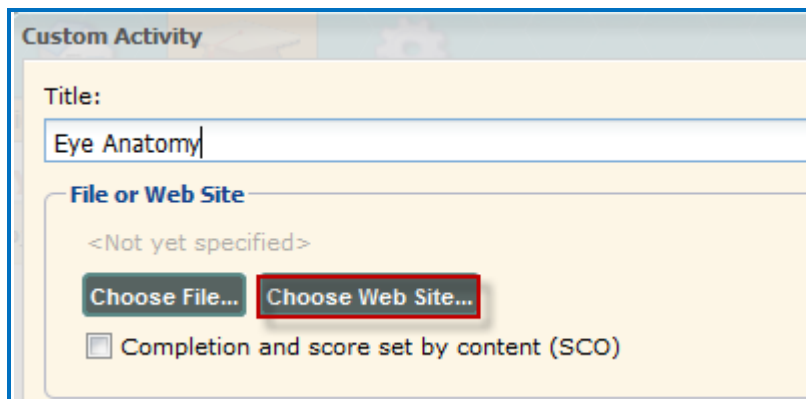 Custom Activity
Title:
Eye Anatomy
File or Web Site
<Not yet specified>
Choose File... Choose Web Site...
Completion and score set by content (SCO)